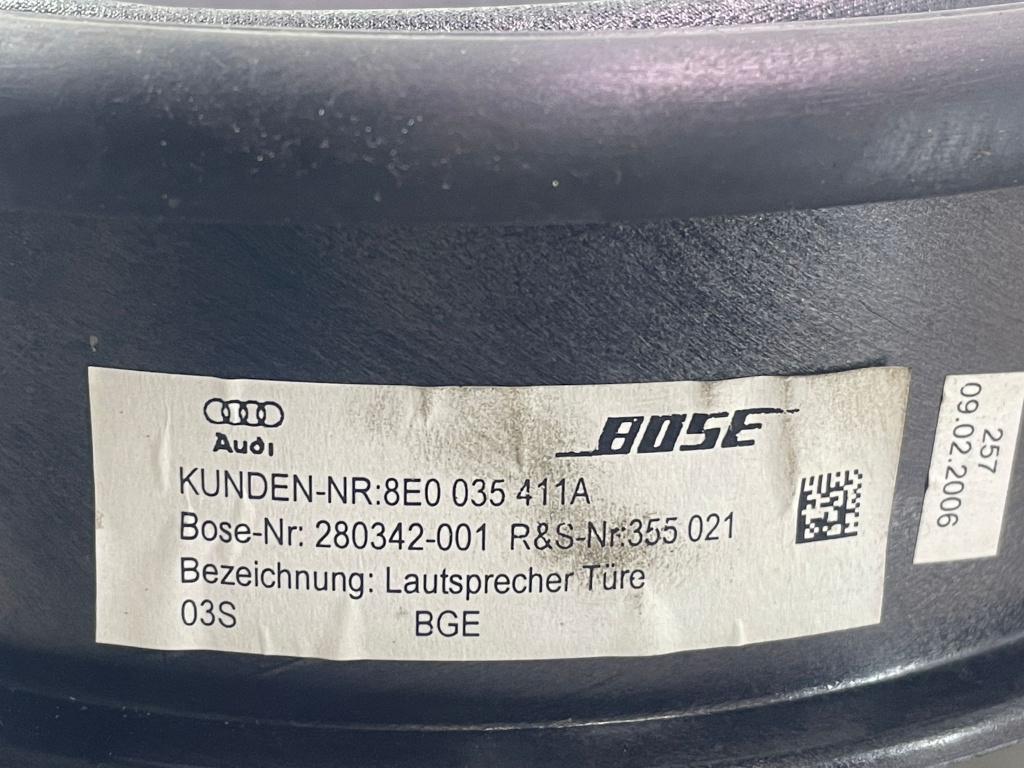 Audi
BOSE
KUNDEN-NR:8E0 035 411A
Bose-Nr: 280342-001 R&S-Nr:355 021
Bezeichnung: Lautsprecher Türe
03S BGE
257
09.02.2006